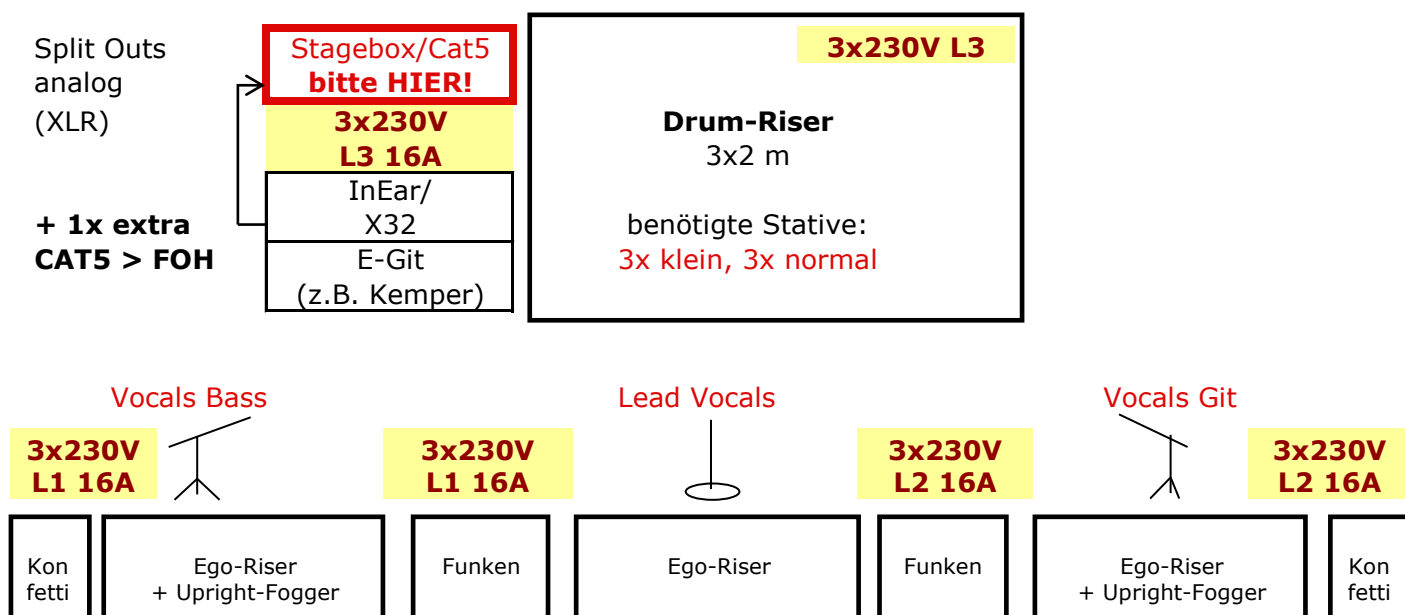 Split Outs
analog
(XLR)
+ 1x extra
CAT5 > FOH
Stagebox/Cat5
bitte HIER!
3x230V
L3 16A
InEar/
X32
E-Git
(z.B. Kemper)
3x230V L3
Drum-Riser
3x2 m
benötigte Stative:
3x klein, 3x normal
Vocals Bass
Lead Vocals
Vocals Git
3x230V
L1 16A
3x230V
L1 16A
3x230V
L2 16A
3x230V
L2 16A
Kon
fetti
Ego-Riser
+ Upright-Fogger
Funken
Ego-Riser
Funken
Ego-Riser
+ Upright-Fogger
Kon
fetti